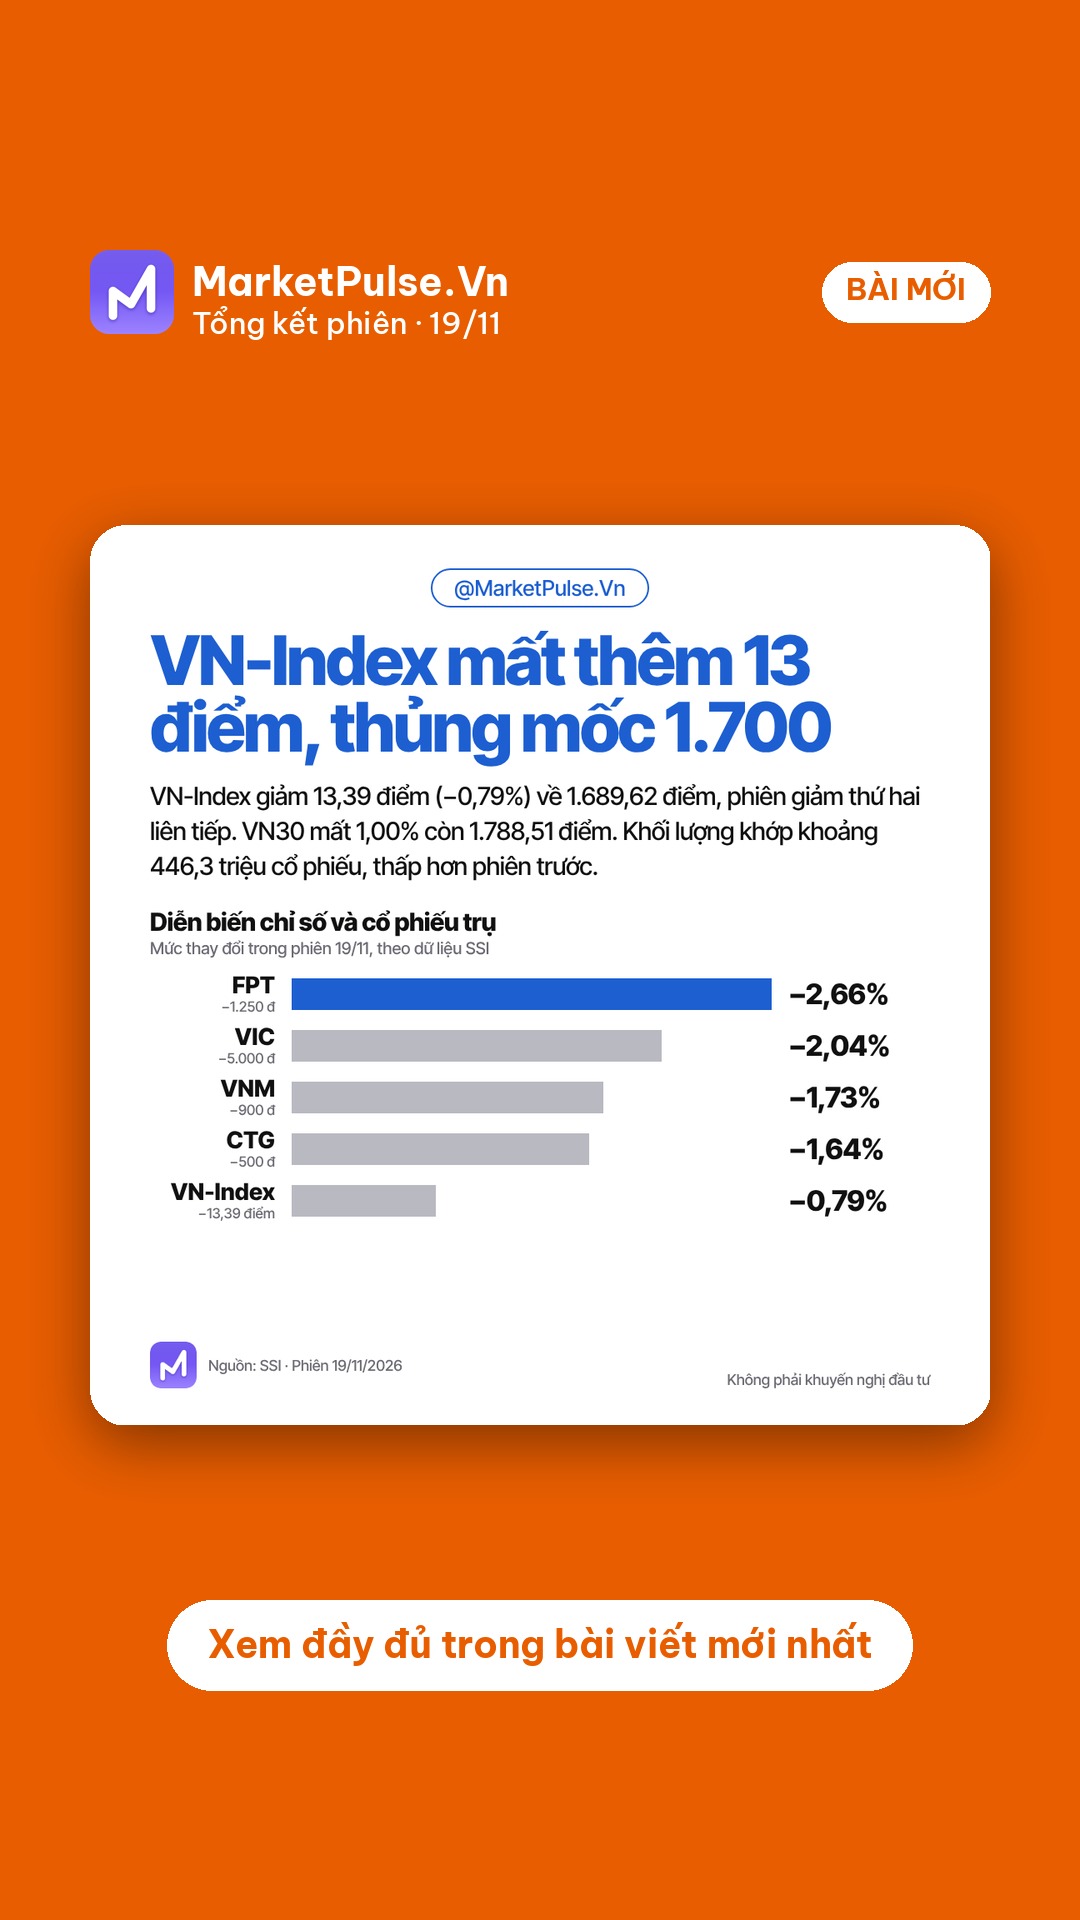 MarketPulse.Vn
Tổng kết phiên · 19/11
BÀI MỚI
@MarketPulse.Vn
VN-Index mất thêm 13
điểm, thủng mốc 1.700
VN-Index giảm 13,39 điểm (−0,79%) về 1.689,62 điểm, phiên giảm thứ hai
liên tiếp. VN30 mất 1,00% còn 1.788,51 điểm. Khối lượng khớp khoảng
446,3 triệu cổ phiếu, thấp hơn phiên trước.
Diễn biến chỉ số và cổ phiếu trụ
Mức thay đổi trong phiên 19/11, theo dữ liệu SSI
FPT
−1.250 đ
−2,66%
VIC
−5.000 đ
−2,04%
VNM
−900 đ
−1,73%
CTG
−500 đ
−1,64%
VN-Index
−13,39 điểm
−0,79%
Nguồn: SSI · Phiên 19/11/2026
Không phải khuyến nghị đầu tư
Xem đầy đủ trong bài viết mới nhất